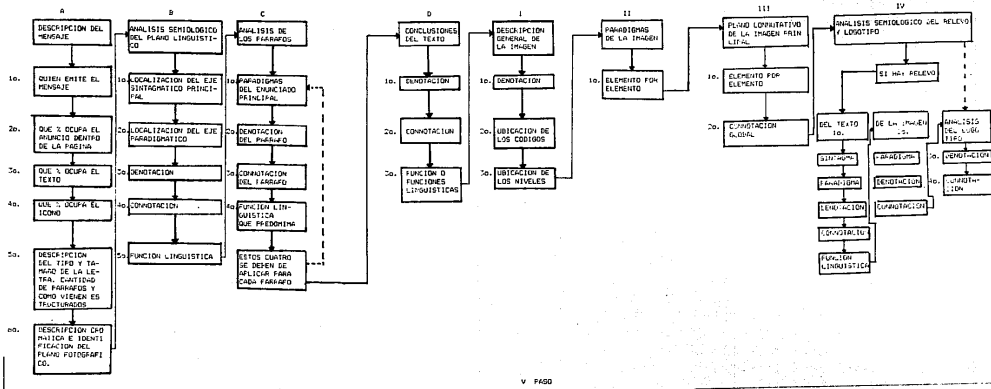 A
DESCRIPCION DEL
MENSAJE
1o.
QUIEN EMITE EL
MENSAJE
2o.
QUE % OCUPA EL
ANUNCIO DENTRO
DE LA PAGINA
3o.
QUE % OCUPA EL
TEXTO
4o.
QUE % OCUPA EL
ICONO
5o.
DESCRIPCION
DEL TIPO Y TA-
MAÑO DE LA LE-
TRA. CANTIDAD
DE PARRAFOS Y
COMO VIENEN ES
TRUCTURADOS
6o.
DESCRIPCION CRO
MATICA E IDENTI
FICACION DEL
PLANO FOTOGRAFI
CO.
B
ANALISIS SEMIOLOGICO
DEL PLANO LINGUISTI-
CO
1o.
LOCALIZACION DEL EJE
SINTAGMATICO PRINCI-
PAL
2o.
LOCALIZACION DEL EJE
PARADIGMATICO
3o.
DENOTACION
4o.
CONNOTACION
5o.
FUNCION LINGUISTICA
C
ANALISIS DE
LOS PARRAFOS
1o.
PARADIGMAS
DEL ENUNCIADO
PRINCIPAL
2o.
DENOTACION
DEL PARRAFO
3o.
CONNOTACION
DEL PARRAFO
4o.
FUNCION LIN-
GUISTICA
QUE PREDOMINA
ESTOS CUATRO
SE DEBEN DE
APLICAR PARA
CADA PARRAFO
D
CONCLUSIONES
DEL TEXTO
1o.
DENOTACION
2o.
CONNOTACION
3o.
FUNCION O
FUNCIONES
LINGUISTICAS
I
DESCRIPCION
GENERAL DE
LA IMAGEN
1o.
DENOTACION
2o.
UBICACION DE
LOS CODIGOS
3o.
UBICACION DE
LOS NIVELES
II
PARADIGMAS
DE LA IMAGEN
1o.
ELEMENTO POR
ELEMENTO
III
PLANO CONNOTATIVO
DE LA IMAGEN PRIN
CIPAL
1o.
ELEMENTO POR
ELEMENTO
2o.
CONNOTACION
GLOBAL
IV
ANALISIS SEMIOLOGICO DEL RELEVO
Y LOGOTIPO
SI HAY RELEVO
DEL TEXTO
1o.
SINTAGMA
PARADIGMA
DENOTACION
CONNOTACION
FUNCION
LINGUISTICA
DE LA IMAGEN
PARADIGMA
DENOTACION
CONNOTACION
ANALISIS
DEL LOGO
TIPO
3o.
DENOTACION
4o.
CONNOTA-
CION
V PASO